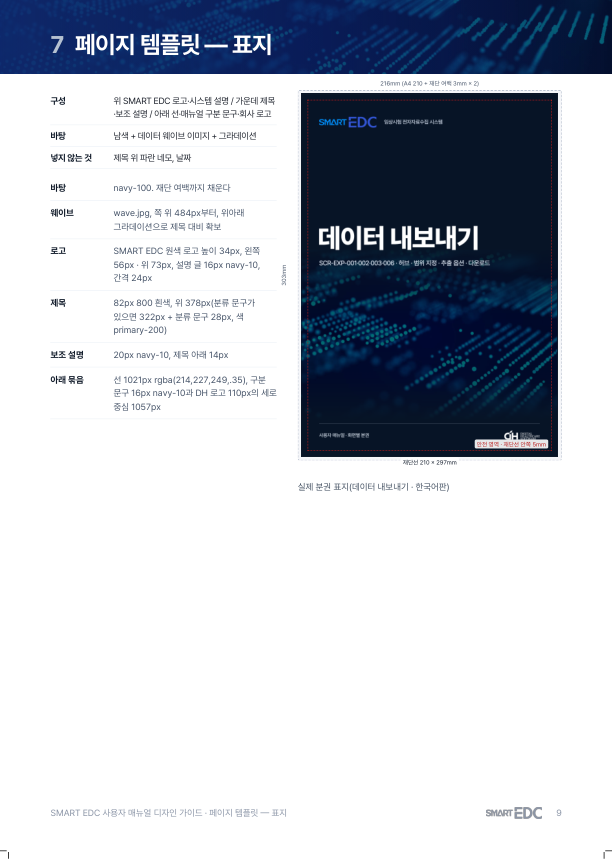 7 페이지 템플릿 — 표지
구성 위 SMART EDC 로고·시스템 설명 / 가운데 제목
·보조 설명 / 아래 선·매뉴얼 구분 문구·회사 로고
바탕 남색 + 데이터 웨이브 이미지 + 그라데이션
넣지 않는 것 제목 위 파란 네모, 날짜
바탕 navy-100. 재단 여백까지 채운다
웨이브 wave.jpg, 쪽 위 484px부터, 위아래
그라데이션으로 제목 대비 확보
로고 SMART EDC 원색 로고 높이 34px, 왼쪽
56px · 위 73px, 설명 글 16px navy-10,
간격 24px
제목 82px 800 흰색, 위 378px(분류 문구가
있으면 322px + 분류 문구 28px, 색
primary-200)
보조 설명 20px navy-10, 제목 아래 14px
아래 묶음 선 1021px rgba(214,227,249,.35), 구분
문구 16px navy-10과 DH 로고 110px의 세로
중심 1057px
216mm (A4 210 + 재단 여백 3mm × 2)
303mm
SMART EDC 임상시험 전자자료수집 시스템
데이터 내보내기
SCR-EXP-001·002·003·006 · 허브 · 범위 지정 · 추출 옵션 · 다운로드
사용자 매뉴얼 · 화면별 분권
DH
안전 영역 · 재단선 안쪽 5mm
재단선 210 × 297mm
실제 분권 표지(데이터 내보내기 · 한국어판)
SMART EDC 사용자 매뉴얼 디자인 가이드 · 페이지 템플릿 — 표지
SMART EDC 9